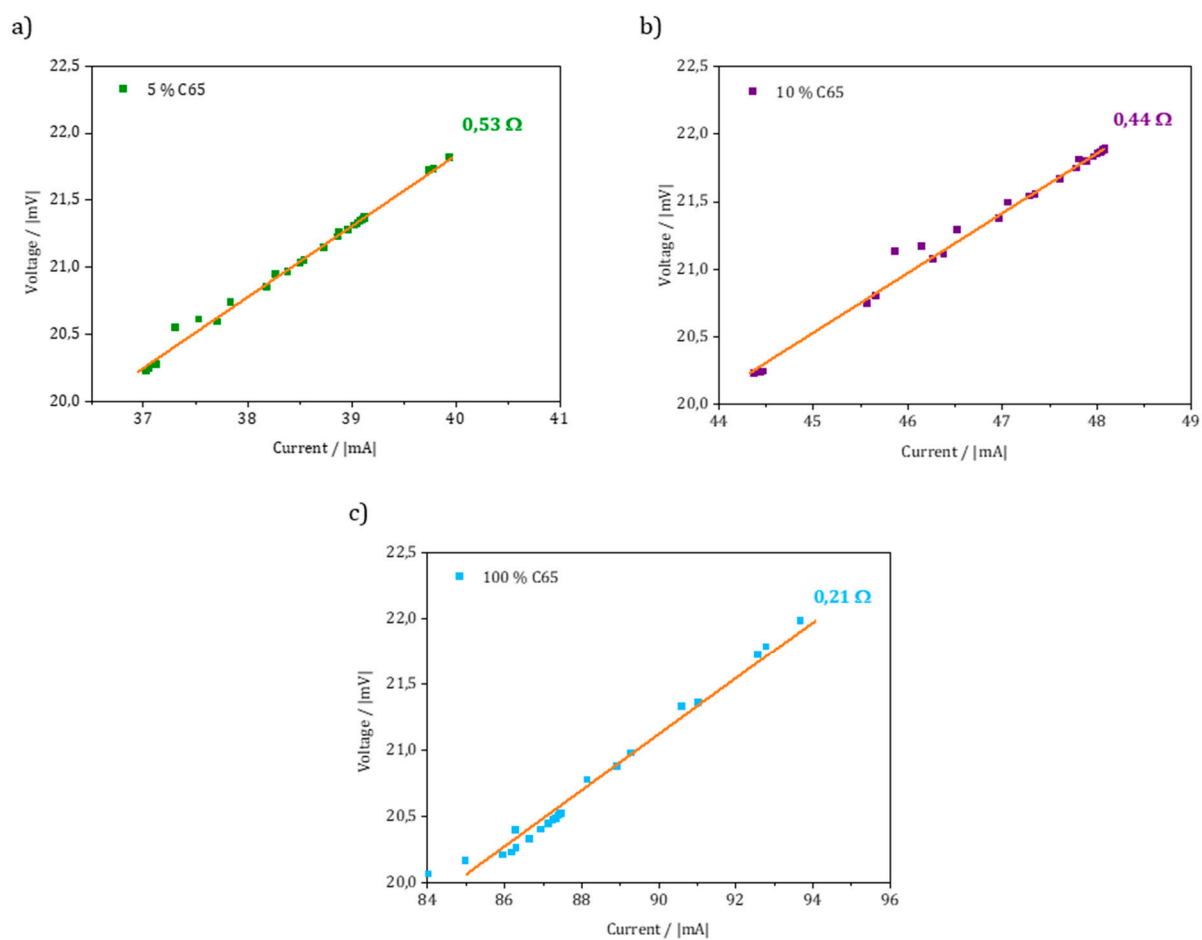 a)
22,5
5 % C65
0,53 Ω
22,0
21,5
21,0
20,5
20,0
Voltage / |mV|
37 38 39 40 41
Current / |mA|
b)
22,5
10 % C65
0,44 Ω
22,0
21,5
21,0
20,5
20,0
Voltage / |mV|
44 45 46 47 48 49
Current / |mA|
c)
22,5
100 % C65
0,21 Ω
22,0
21,5
21,0
20,5
20,0
Voltage / |mV|
84 86 88 90 92 94 96
Current / |mA|